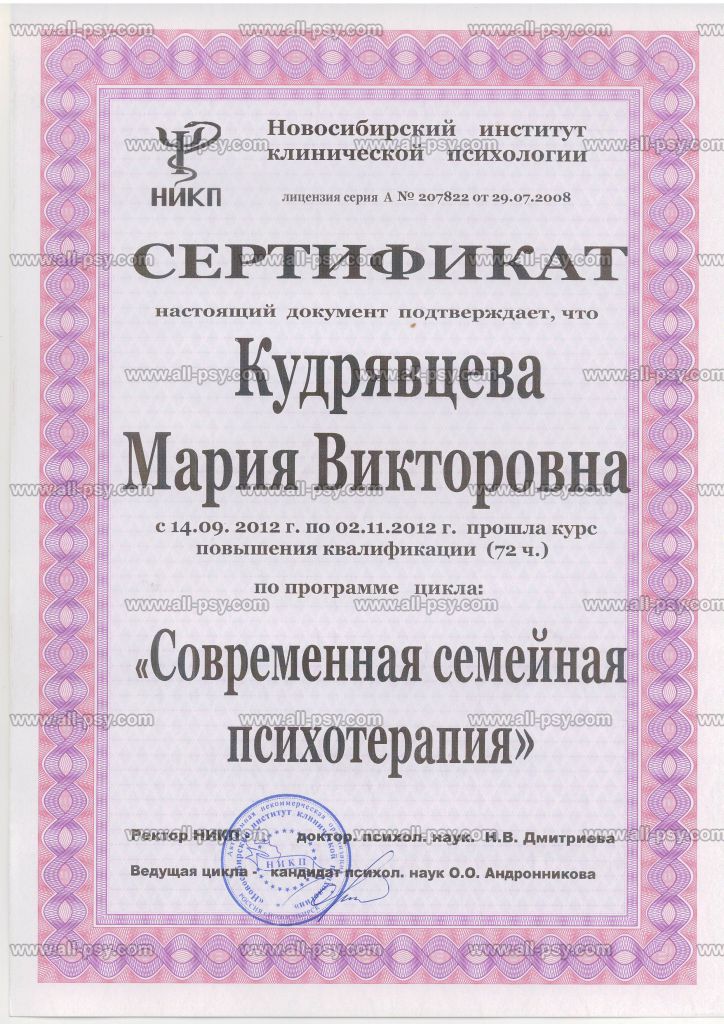 Новосибирский институт
клинической психологии
НИКП
лицензия серия А № 207822 от 29.07.2008
СЕРТИФИКАТ
настоящий документ подтверждает, что
Кудрявцева
Мария Викторовна
с 14.09. 2012 г. по 02.11.2012 г. прошла курс
повышения квалификации (72 ч.)
по программе цикла:
«Современная семейная
психотерапия»
Ректор НИКП - доктор. психол. наук. Н.В. Дмитриева
Ведущая цикла - кандидат психол. наук О.О. Андронникова
НИКП
www.all-psy.com